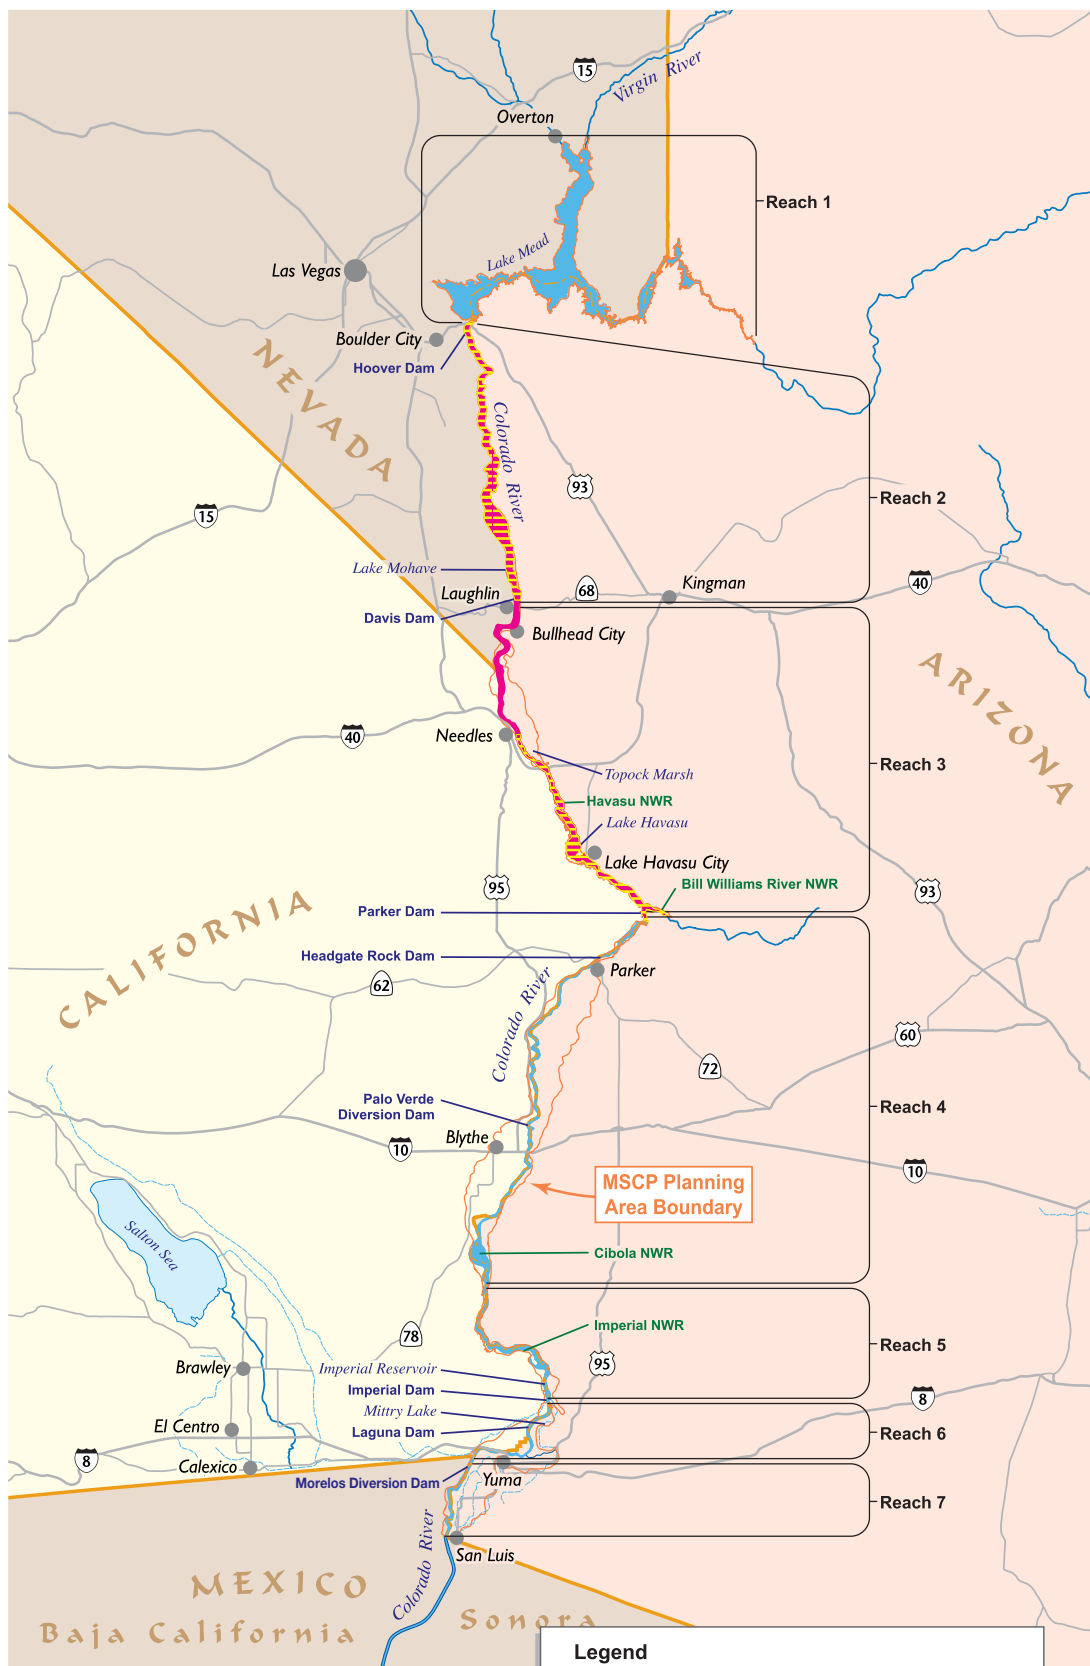 15
Virgin River
Overton
Reach 1
Lake Mead
Las Vegas
Boulder City
Hoover Dam
NEVADA
Colorado River
93
Reach 2
15
Lake Mohave
Laughlin
68
Kingman
40
Davis Dam
Bullhead City
ARIZONA
40
Needles
Topock Marsh
Reach 3
Havasu NWR
Lake Havasu
Lake Havasu City
95
Bill Williams River NWR
93
CALIFORNIA
Parker Dam
Headgate Rock Dam
Parker
62
Colorado River
60
72
Palo Verde
Diversion Dam
Reach 4
Blythe
10
10
MSCP Planning
Area Boundary
Salton Sea
Cibola NWR
Imperial NWR
78
Reach 5
95
Brawley
Imperial Reservoir
Imperial Dam
8
Mittry Lake
El Centro
Laguna Dam
Reach 6
8
Calexico
Morelos Diversion Dam
Yuma
Reach 7
Colorado River
San Luis
MEXICO
Baja California
Sonora
Legend